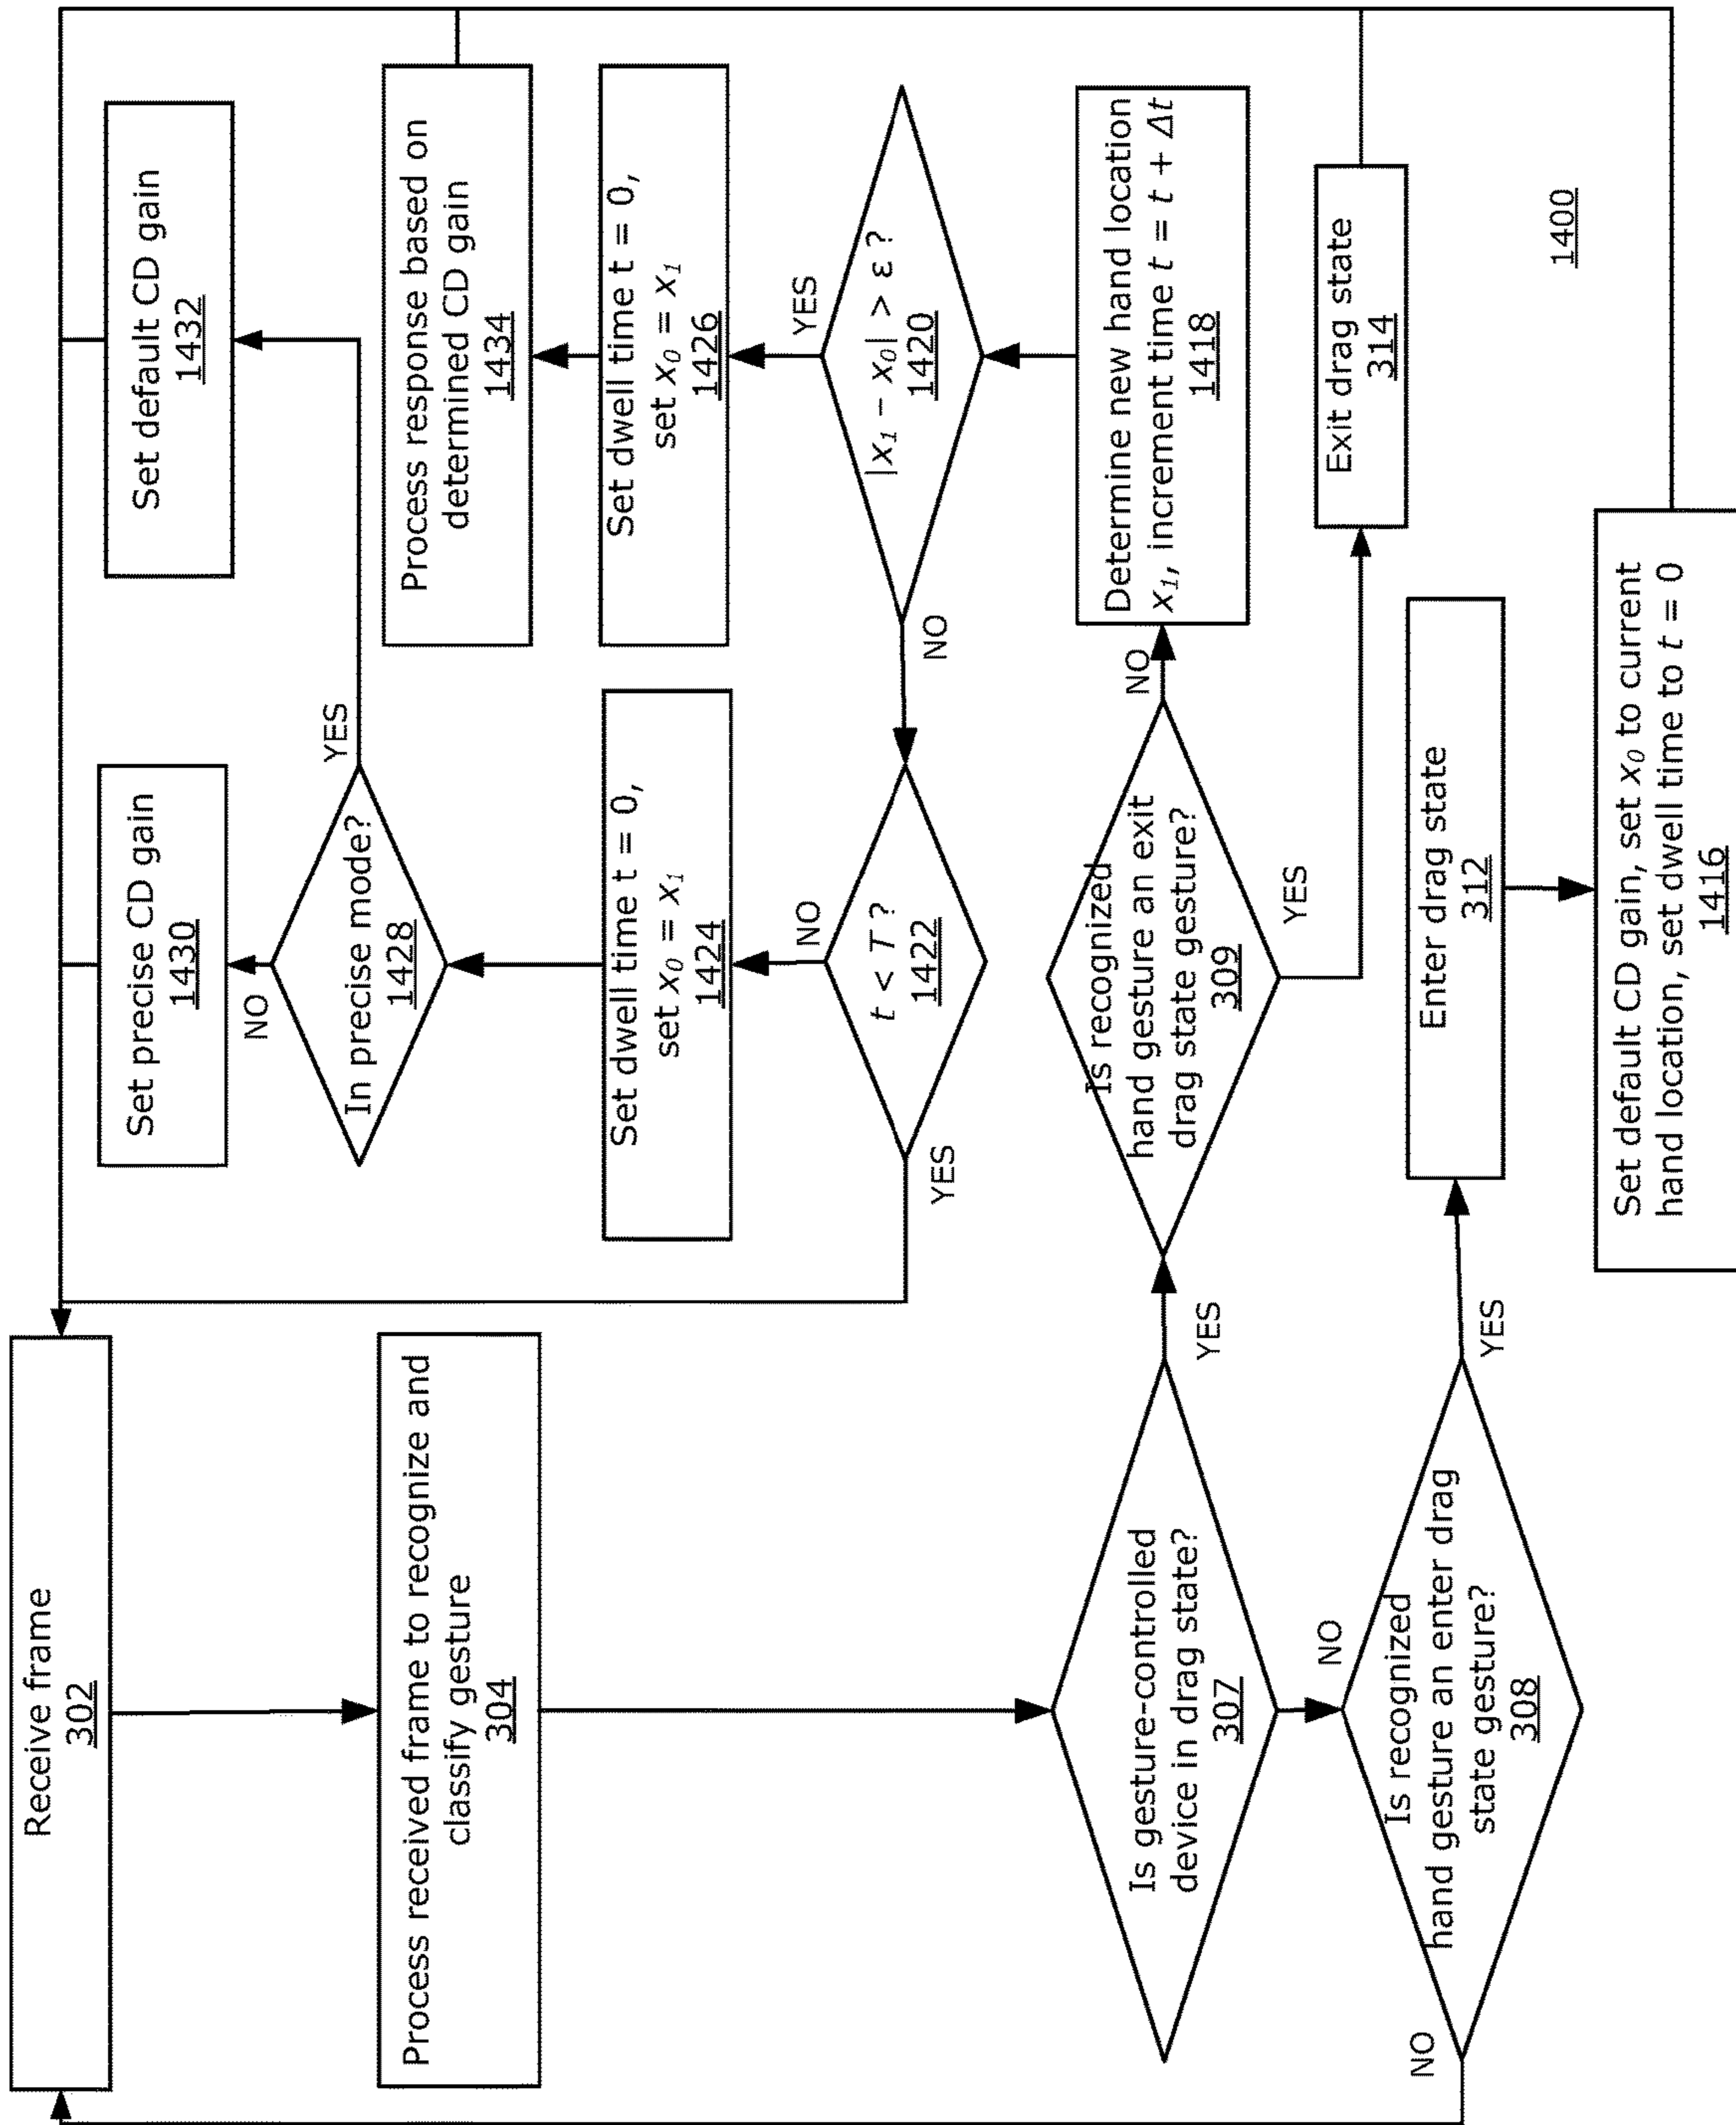 Receive frame
302
Process received frame to recognize and
classify gesture
304
Is gesture-controlled
device in drag state?
307
YES
NO
Is recognized
hand gesture an enter drag
state gesture?
308
NO
YES
Is recognized
hand gesture an exit
drag state gesture?
309
NO
YES
Enter drag state
312
Exit drag state
314
Set default CD gain, set x₀ to current
hand location, set dwell time to t = 0
1416
Determine new hand location
x₁, increment time t = t + Δt
1418
|x₁ − x₀| > ε ?
1420
YES
NO
t < T ?
1422
NO
YES
Set dwell time t = 0,
set x₀ = x₁
1424
Set dwell time t = 0,
set x₀ = x₁
1426
In precise mode?
1428
NO
YES
Set precise CD gain
1430
Set default CD gain
1432
Process response based on
determined CD gain
1434
1400